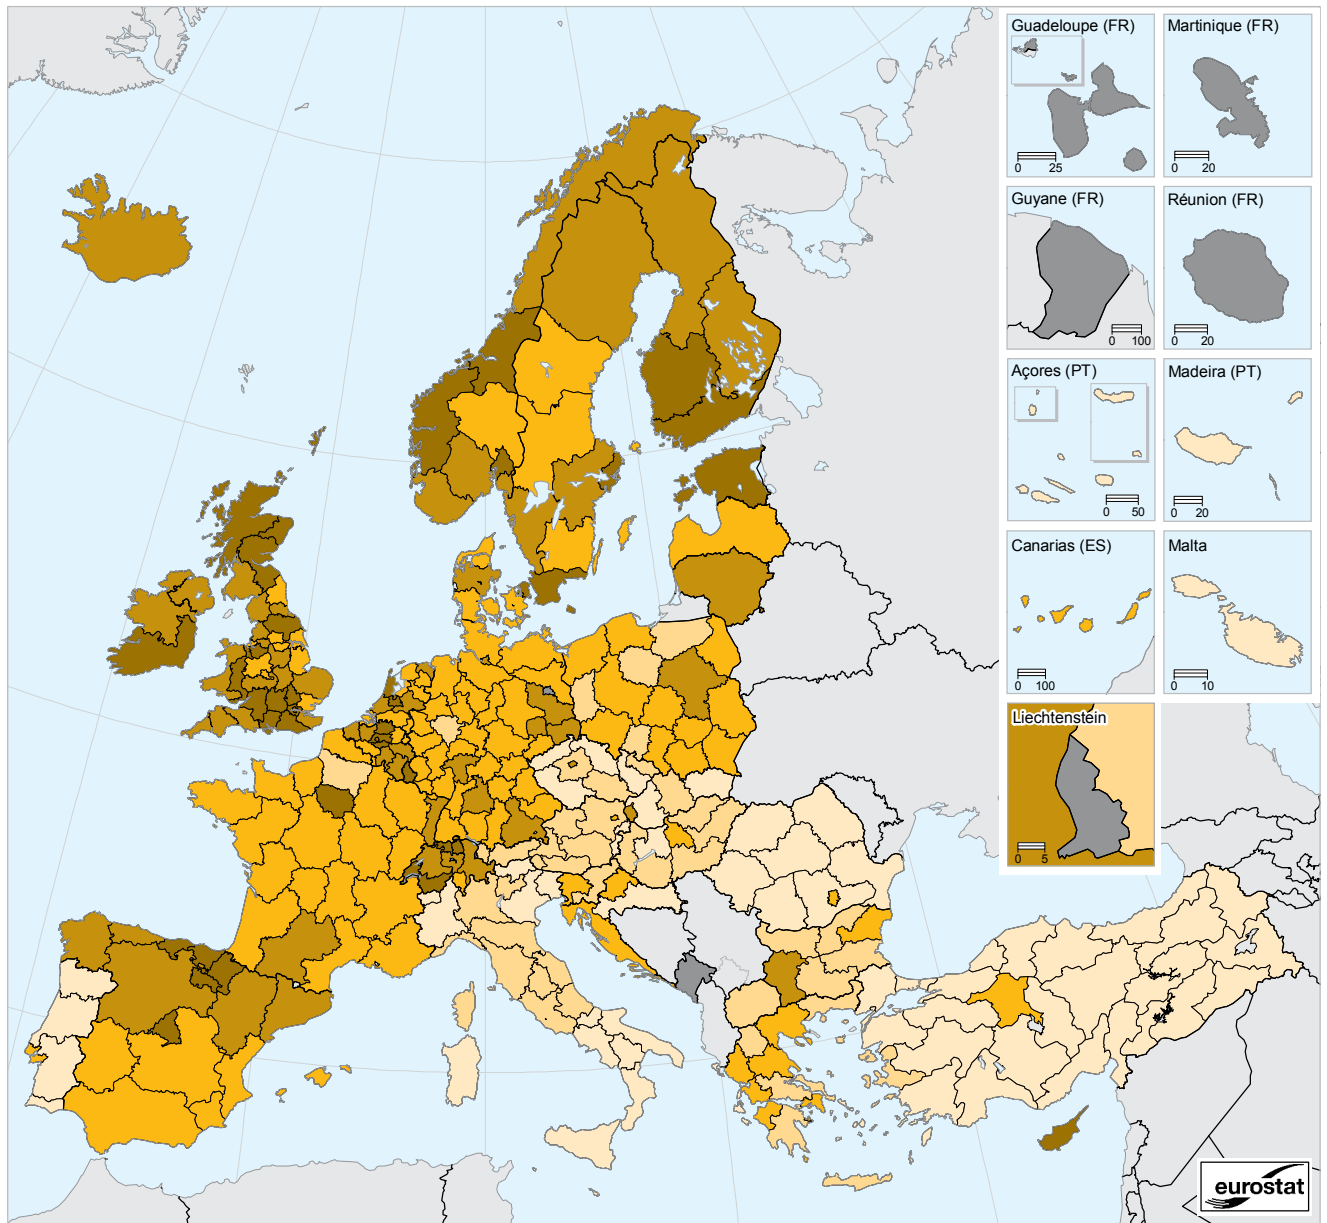 Guadeloupe (FR)
0 25
Martinique (FR)
0 20
Guyane (FR)
0 100
Réunion (FR)
0 20
Açores (PT)
0 50
Madeira (PT)
0 20
Canarias (ES)
0 100
Malta
0 10
Liechtenstein
0 5
eurostat